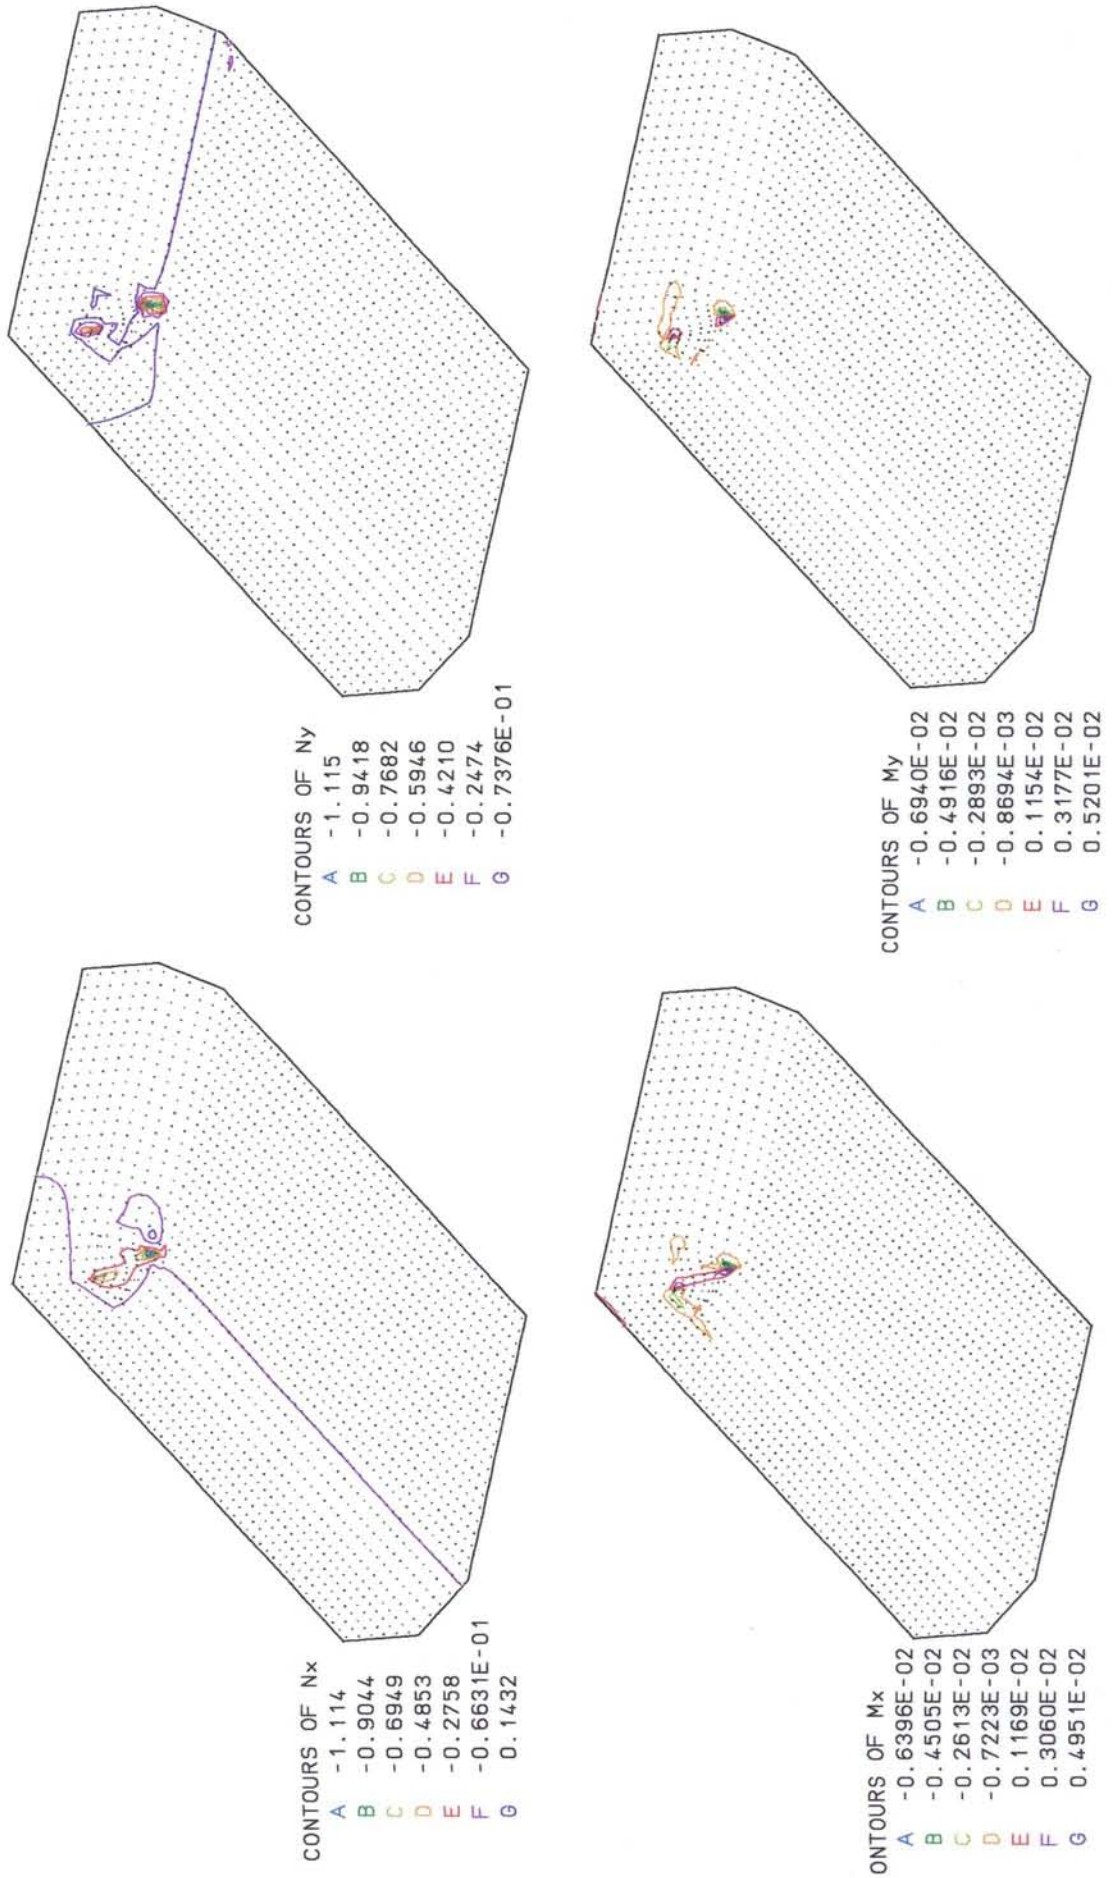 CONTOURS OF Nx
A -1.114
B -0.9044
C -0.6949
D -0.4853
E -0.2758
F -0.6631E-01
G 0.1432
CONTOURS OF Ny
A -1.115
B -0.9418
C -0.7682
D -0.5946
E -0.4210
F -0.2474
G -0.7376E-01
ONTOURS OF Mx
A -0.6396E-02
B -0.4505E-02
C -0.2613E-02
D -0.7223E-03
E 0.1169E-02
F 0.3060E-02
G 0.4951E-02
CONTOURS OF My
A -0.6940E-02
B -0.4916E-02
C -0.2893E-02
D -0.8694E-03
E 0.1154E-02
F 0.3177E-02
G 0.5201E-02